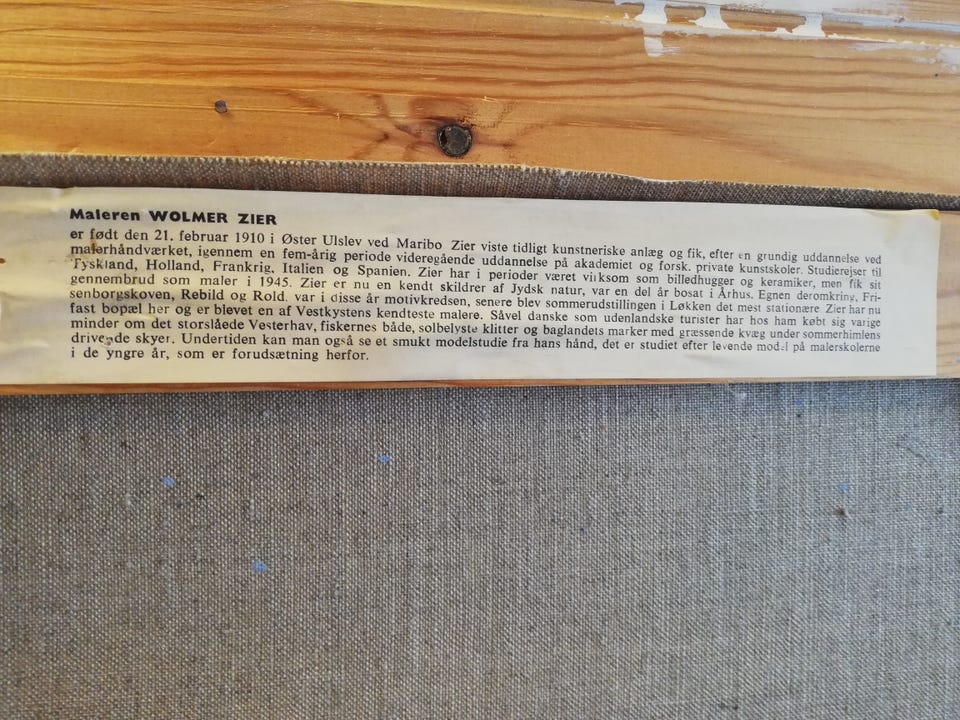 Maleren WOLMER ZIER
er født den 21. februar 1910 i Øster Ulslev ved Maribo Zier viste tidligt kunstneriske anlæg og fik, efter en grundig uddannelse ved
malerhåndværket, igennem en fem-årig periode videregående uddannelse på akademiet og forsk. private kunstskoler. Studierejser til
Tyskland, Holland, Frankrig, Italien og Spanien. Zier har i perioder været virksom som billedhugger og keramiker, men fik sit
gennembrud som maler i 1945. Zier er nu en kendt skildrer af Jydsk natur, var en del år bosat i Århus. Egnen deromkring, Fri-
senborgskoven, Rebild og Rold var i disse år motivkredsen, senere blev sommerudstillingen i Løkken det mest stationære Zier har nu
fast bopæl her og er blevet en af Vestkystens kendteste malere. Såvel danske som udenlandske turister har hos ham købt sig varige
minder om det storslåede Vesterhav, fiskernes både, solbelyste klitter og baglandets marker med græssende kvæg under sommerhimlens
drivende skyer. Undertiden kan man også se et smukt modelstudie fra hans hånd, det er studiet efter levende model på malerskolerne
i de yngre år, som er forudsætning herfor.